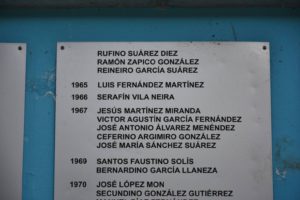 RUFINO SUÁREZ DIEZ
RAMÓN ZAPICO GONZÁLEZ
REINEIRO GARCÍA SUÁREZ
1965 LUIS FERNÁNDEZ MARTÍNEZ
1966 SERAFÍN VILA NEIRA
1967 JESÚS MARTÍNEZ MIRANDA
VICTOR AGUSTÍN GARCÍA FERNÁNDEZ
JOSÉ ANTONIO ÁLVAREZ MENÉNDEZ
CEFERINO ARGIMIRO GONZÁLEZ
JOSÉ MARÍA SÁNCHEZ SUÁREZ
1969 SANTOS FAUSTINO SOLÍS
BERNARDINO GARCÍA LLANEZA
1970 JOSÉ LÓPEZ MON
SECUNDINO GONZÁLEZ GUTIÉRREZ